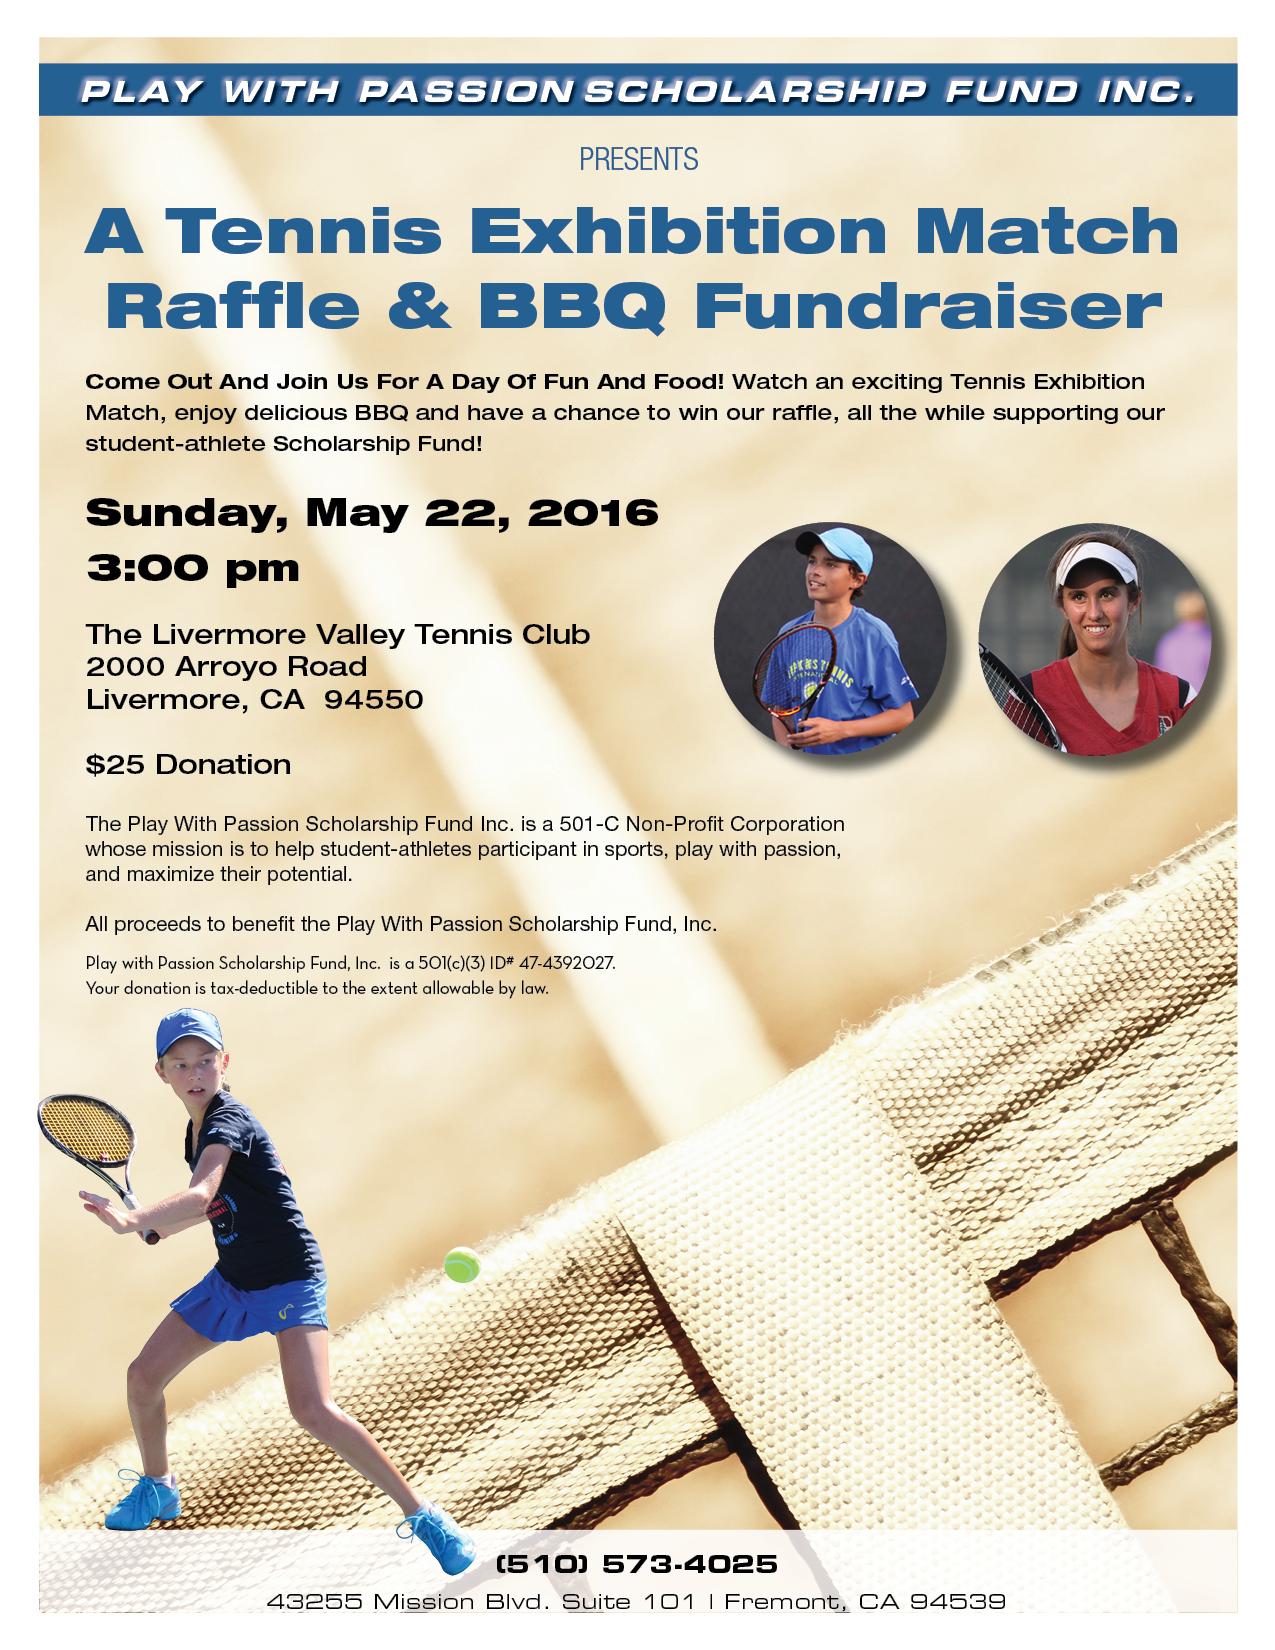 PLAY WITH PASSION SCHOLARSHIP FUND INC.
PRESENTS
A Tennis Exhibition Match
Raffle & BBQ Fundraiser
Come Out And Join Us For A Day Of Fun And Food! Watch an exciting Tennis Exhibition
Match, enjoy delicious BBQ and have a chance to win our raffle, all the while supporting our
student-athlete Scholarship Fund!
Sunday, May 22, 2016
3:00 pm
The Livermore Valley Tennis Club
2000 Arroyo Road
Livermore, CA 94550
$25 Donation
The Play With Passion Scholarship Fund Inc. is a 501-C Non-Profit Corporation
whose mission is to help student-athletes participant in sports, play with passion,
and maximize their potential.
All proceeds to benefit the Play With Passion Scholarship Fund, Inc.
Play with Passion Scholarship Fund, Inc. is a 501(c)(3) ID# 47-4392027.
Your donation is tax-deductible to the extent allowable by law.
(510) 573-4025
43255 Mission Blvd. Suite 101 | Fremont, CA 94539